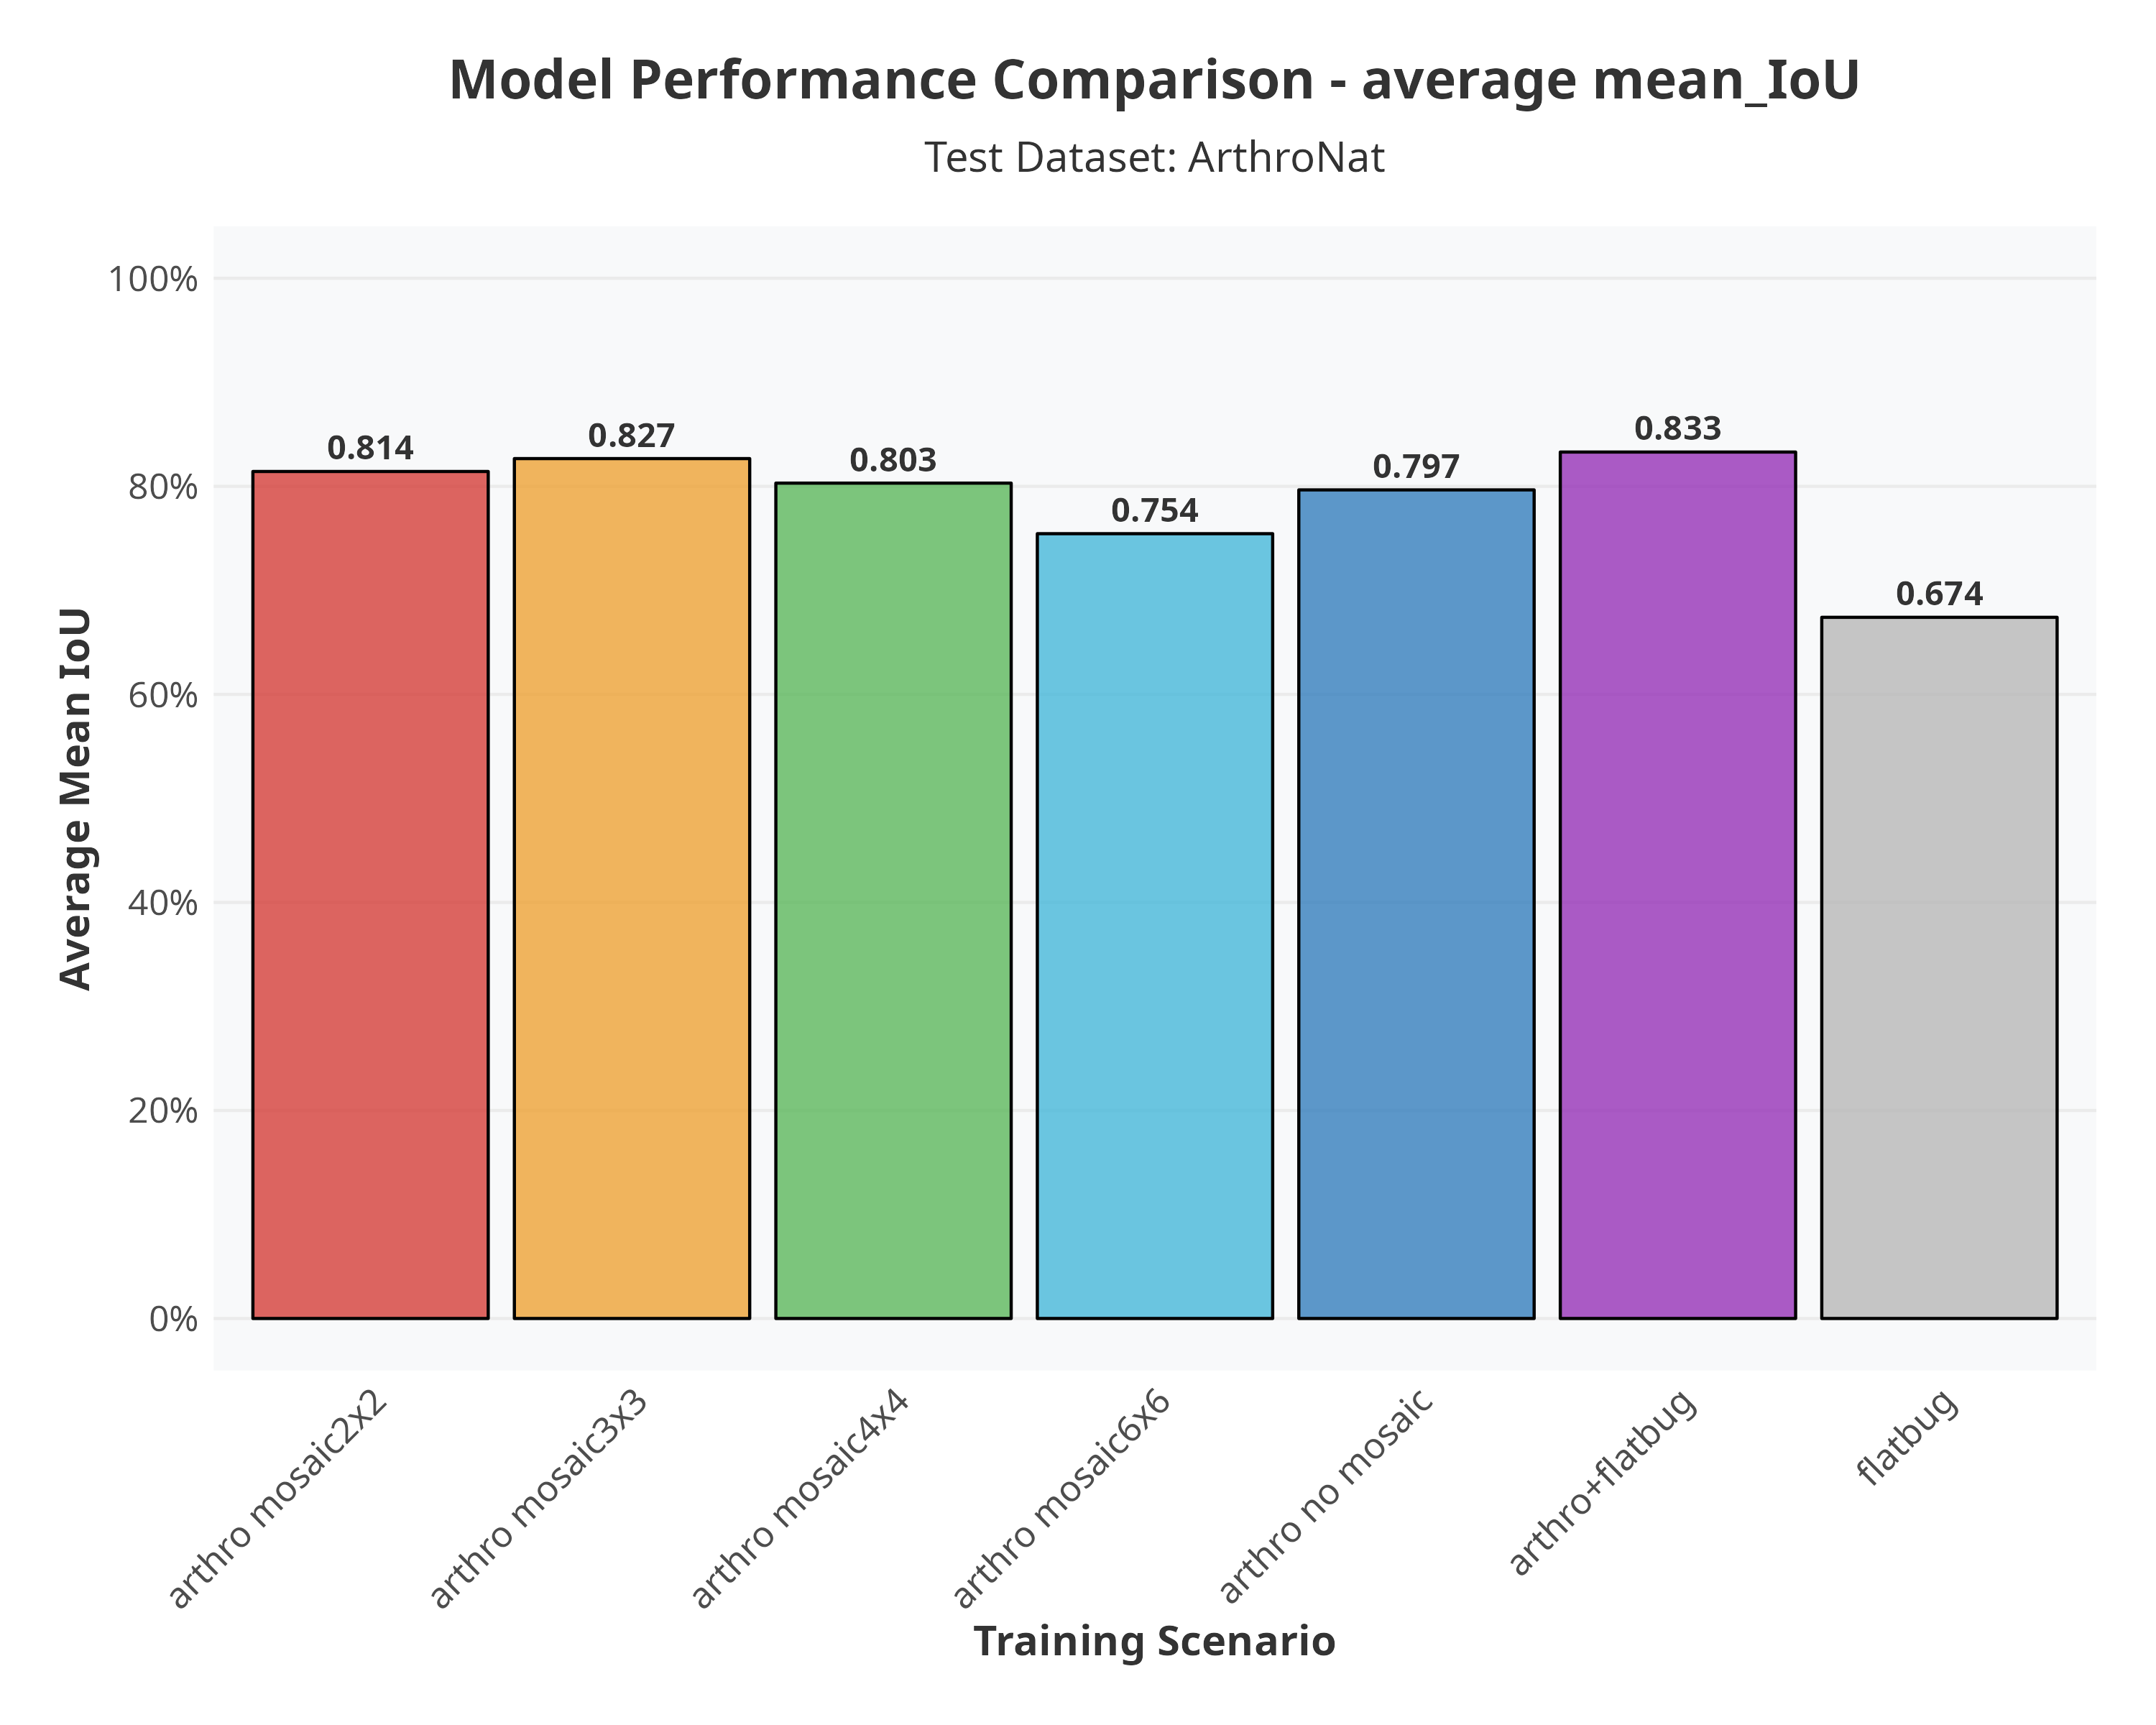 Model Performance Comparison - average mean_IoU
Test Dataset: ArthroNat
Average Mean IoU
100%
80%
60%
40%
20%
0%
0.814
0.827
0.803
0.754
0.797
0.833
0.674
arthro mosaic2x2
arthro mosaic3x3
arthro mosaic4x4
arthro mosaic6x6
arthro no mosaic
arthro+flatbug
flatbug
Training Scenario